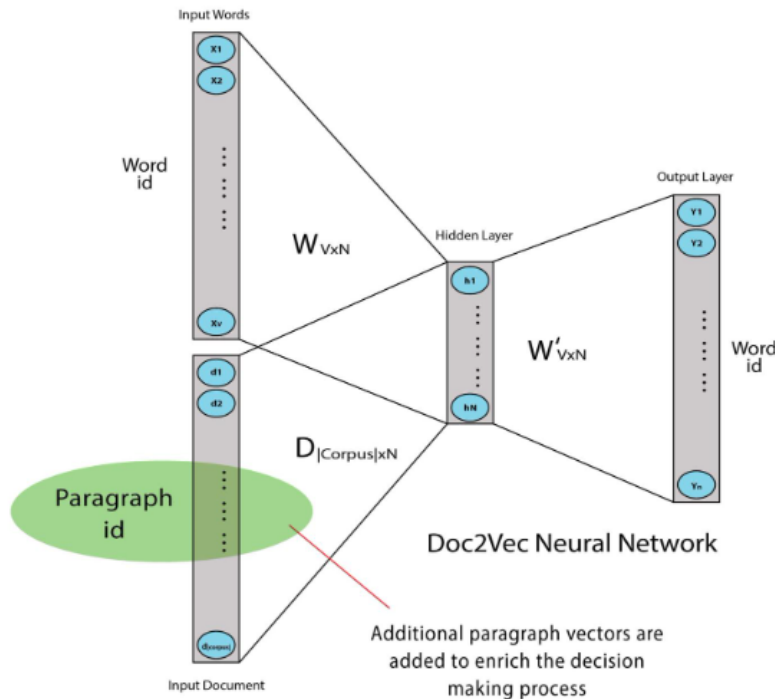 Input Words
X1
X2
Word
id
W VxN
Xv
Output Layer
Y1
Y2
Hidden Layer
h1
hN
W' VxN
Word
id
Yn
d1
d2
D |Corpus|xN
Paragraph
id
d|corpus|
Input Document
Doc2Vec Neural Network
Additional paragraph vectors are
added to enrich the decision
making process